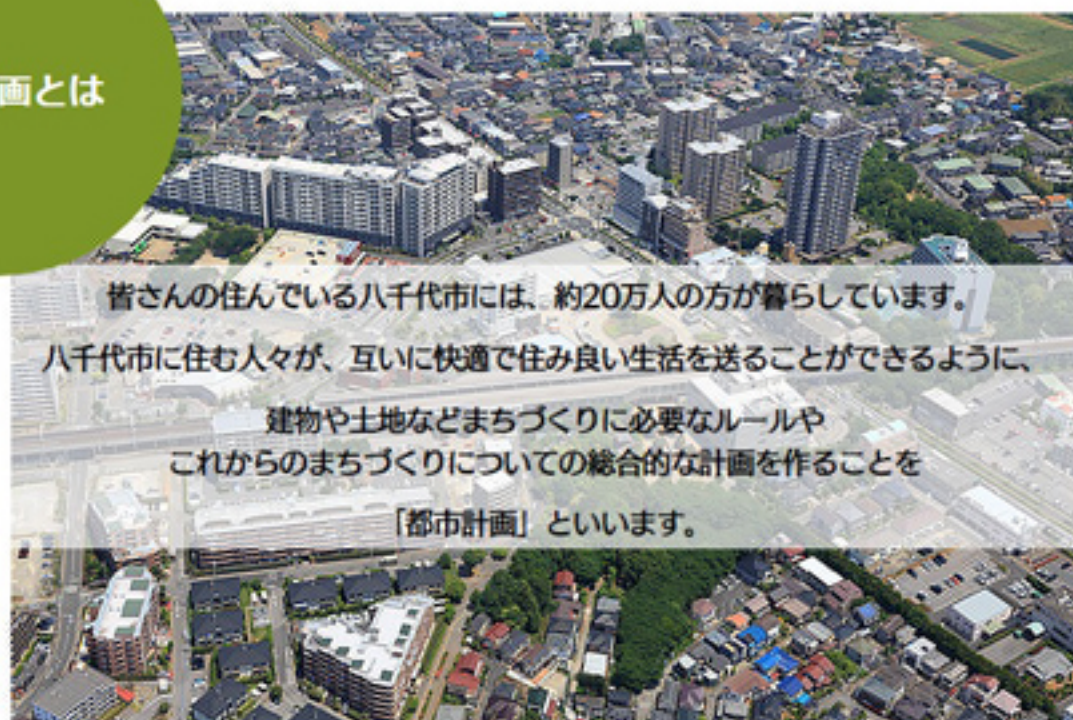 画とは
皆さんの住んでいる八千代市には、約20万人の方が暮らしています。
八千代市に住む人々が、互いに快適で住み良い生活を送ることができるように、
建物や土地などまちづくりに必要なルールや
これからのまちづくりについての総合的な計画を作ることを
「都市計画」といいます。